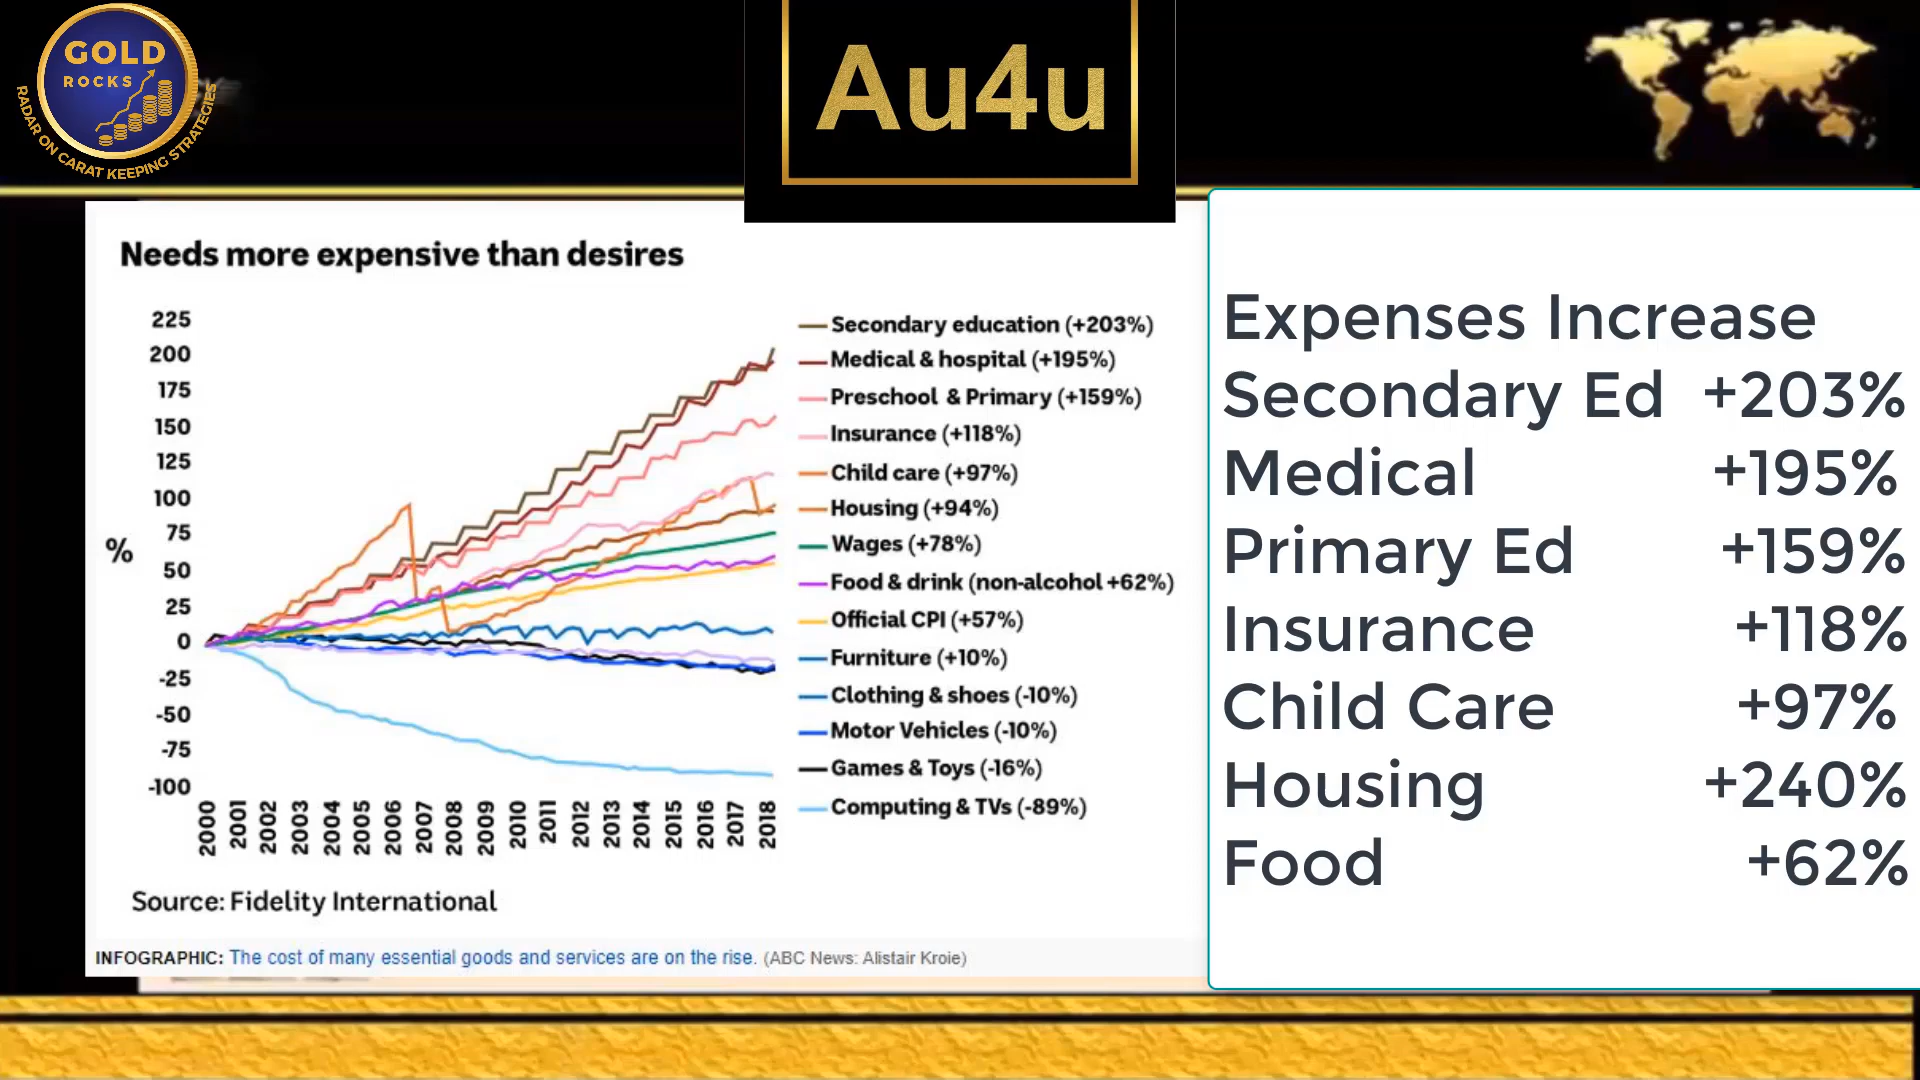 GOLD
ROCKS
RADAR ON CARAT KEEPING STRATEGIES
Au4u
Needs more expensive than desires
225
200
175
150
125
100
75
50
25
0
-25
-50
-75
-100
%
2000 2001 2002 2003 2004 2005 2006 2007 2008 2009 2010 2011 2012 2013 2014 2015 2016 2017 2018
Secondary education (+203%)
Medical & hospital (+195%)
Preschool & Primary (+159%)
Insurance (+118%)
Child care (+97%)
Housing (+94%)
Wages (+78%)
Food & drink (non-alcohol +62%)
Official CPI (+57%)
Furniture (+10%)
Clothing & shoes (-10%)
Motor Vehicles (-10%)
Games & Toys (-16%)
Computing & TVs (-89%)
Source: Fidelity International
INFOGRAPHIC: The cost of many essential goods and services are on the rise. (ABC News: Alistair Kroie)
Expenses Increase
Secondary Ed +203%
Medical +195%
Primary Ed +159%
Insurance +118%
Child Care +97%
Housing +240%
Food +62%